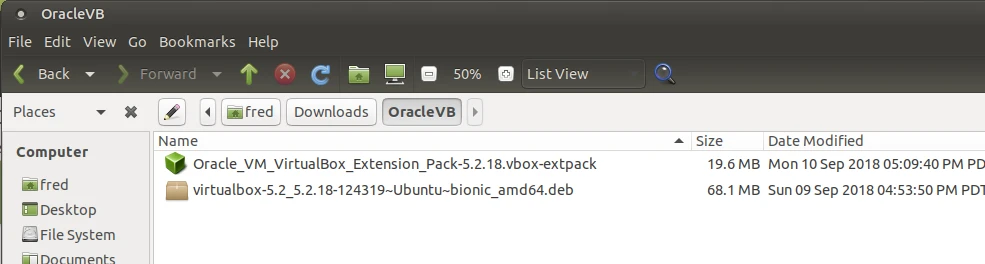 OracleVB
File Edit View Go Bookmarks Help
Back Forward 50% List View
Places fred Downloads OracleVB
Name Size Date Modified
Computer
Oracle_VM_VirtualBox_Extension_Pack-5.2.18.vbox-extpack 19.6 MB Mon 10 Sep 2018 05:09:40 PM PD
fred virtualbox-5.2_5.2.18-124319~Ubuntu~bionic_amd64.deb 68.1 MB Sun 09 Sep 2018 04:53:50 PM PDT
Desktop
File System
Documents